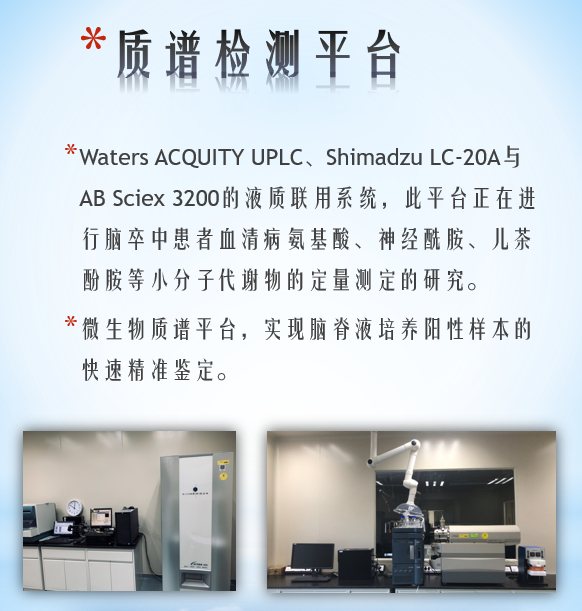 *质谱检测平台
*Waters ACQUITY UPLC、Shimadzu LC-20A与
AB Sciex 3200的液质联用系统，此平台正在进
行脑卒中患者血清病氨基酸、神经酰胺、儿茶
酚胺等小分子代谢物的定量测定的研究。
*微生物质谱平台，实现脑脊液培养阳性样本的
快速精准鉴定。